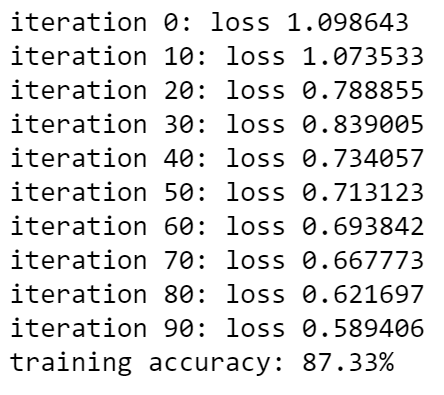 iteration 0: loss 1.098643
iteration 10: loss 1.073533
iteration 20: loss 0.788855
iteration 30: loss 0.839005
iteration 40: loss 0.734057
iteration 50: loss 0.713123
iteration 60: loss 0.693842
iteration 70: loss 0.667773
iteration 80: loss 0.621697
iteration 90: loss 0.589406
training accuracy: 87.33%